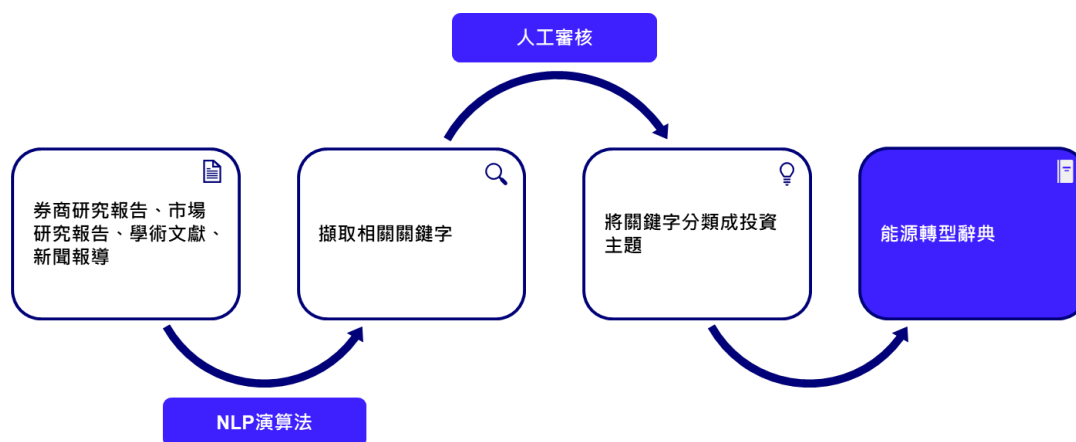 人工審核
券商研究報告、市場
研究報告、學術文獻、
新聞報導
擷取相關關鍵字
將關鍵字分類成投資
主題
能源轉型辭典
NLP演算法